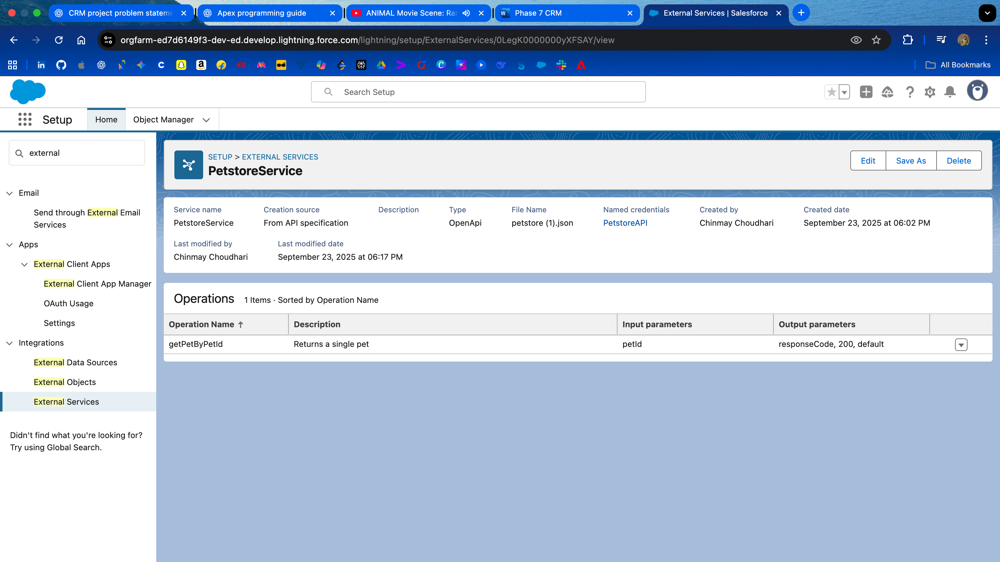 CRM project problem stateme
Apex programming guide
ANIMAL Movie Scene: Ran
Phase 7 CRM
External Services | Salesforce
orgfarm-ed7d6149f3-dev-ed.develop.lightning.force.com/lightning/setup/ExternalServices/0LegK0000000yXFSAY/view
All Bookmarks
Search Setup
Setup
Home
Object Manager
external
Email
Send through External Email
Services
Apps
External Client Apps
External Client App Manager
OAuth Usage
Settings
Integrations
External Data Sources
External Objects
External Services
Didn't find what you're looking for?
Try using Global Search.
SETUP > EXTERNAL SERVICES
PetstoreService
Edit
Save As
Delete
Service name
Creation source
Description
Type
File Name
Named credentials
Created by
Created date
PetstoreService
From API specification
OpenApi
petstore (1).json
PetstoreAPI
Chinmay Choudhari
September 23, 2025 at 06:02 PM
Last modified by
Last modified date
Chinmay Choudhari
September 23, 2025 at 06:17 PM
Operations
1 Items · Sorted by Operation Name
Operation Name ↑
Description
Input parameters
Output parameters
getPetByPetId
Returns a single pet
petId
responseCode, 200, default